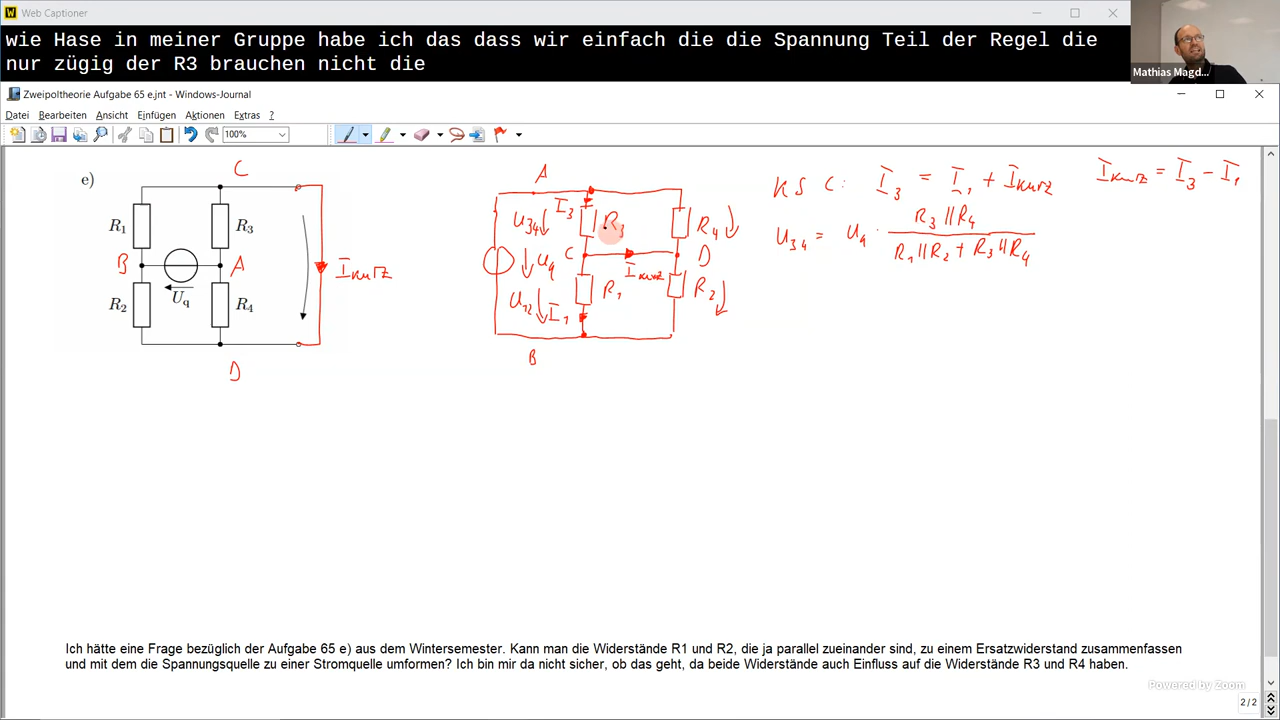 Web Captioner
wie Hase in meiner Gruppe habe ich das dass wir einfach die die Spannung Teil der Regel die
nur zügig der R3 brauchen nicht die
Mathias Magd...
Zweipoltheorie Aufgabe 65 e.jnt - Windows-Journal
Datei Bearbeiten Einfügen Ansicht Aktionen Extras ?
100%
e)
C
R1 R3
B A
Uq
R2 R4
D
Ikurz
A
I3
U34 R3 R4
C D
Uq Ikurz
U12 R1 R2
I1
B
KS C: I3 = I1 + Ikurz
Ikurz = I3 - I1
U34 = Uq · R3||R4
R1||R2 + R3||R4
Ich hätte eine Frage bezüglich der Aufgabe 65 e) aus dem Wintersemester. Kann man die Widerstände R1 und R2, die ja parallel zueinander sind, zu einem Ersatzwiderstand zusammenfassen
und mit dem die Spannungsquelle zu einer Stromquelle umformen? Ich bin mir da nicht sicher, ob das geht, da beide Widerstände auch Einfluss auf die Widerstände R3 und R4 haben.
Powered by Zoom
2 / 2